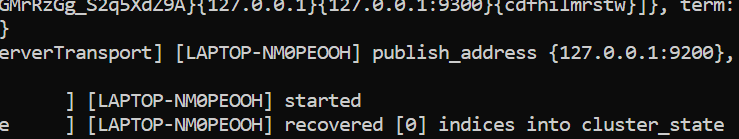 GMrRzGg_S2q5XdZ9A}{127.0.0.1}{127.0.0.1:9300}{cdfhilmrstw}]}, term:
}
erverTransport] [LAPTOP-NM0PEOOH] publish_address {127.0.0.1:9200},
] [LAPTOP-NM0PEOOH] started
e ] [LAPTOP-NM0PEOOH] recovered [0] indices into cluster_state